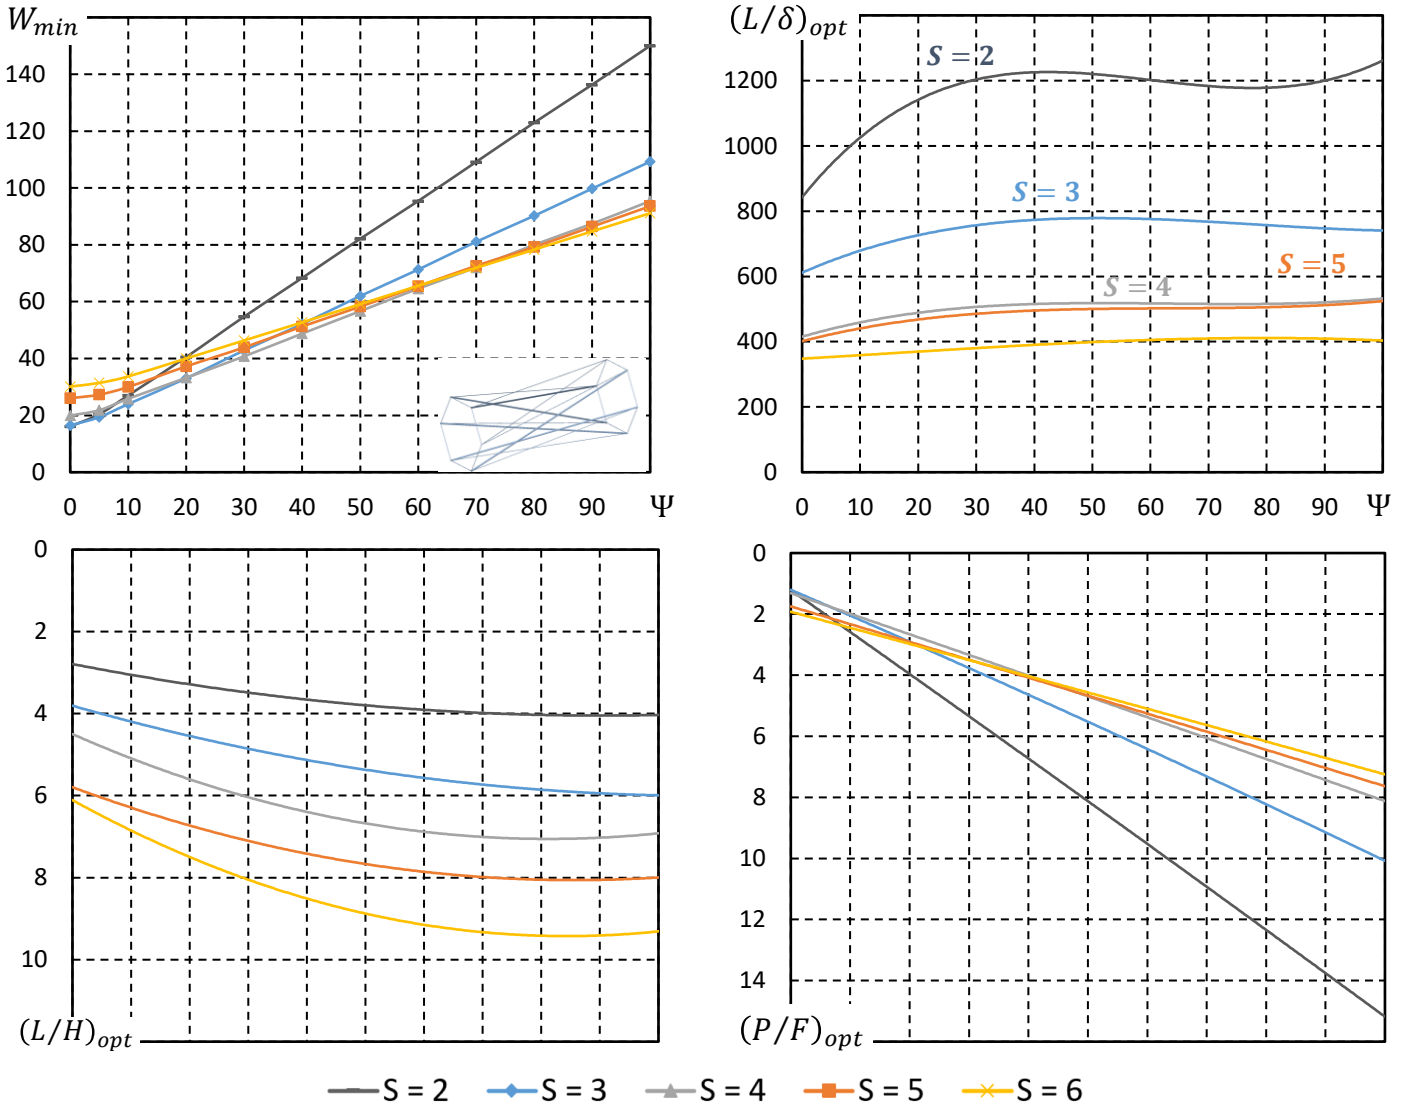 W_min
140
120
100
80
60
40
20
0
0 10 20 30 40 50 60 70 80 90 Ψ
(L/δ)_opt
1200
1000
800
600
400
200
0
S = 2
S = 3
S = 5
S = 4
0 10 20 30 40 50 60 70 80 90 Ψ
0
2
4
6
8
10
(L/H)_opt
0
2
4
6
8
10
12
14
(P/F)_opt
S = 2 S = 3 S = 4 S = 5 S = 6